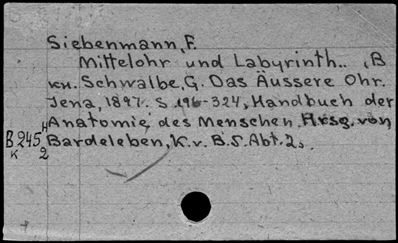 Siebenmann, F.
Mittelohr und Labyrinth.. (В
кн. Schwalbe, G. Das Äussere Ohr.
Jena, 1897. S 196-324, Handbuch der
Anatomie des Menschen Hrsg. von
Bardeleben, K. v. B. 5. Abt. 2.
H
B 245
K 2